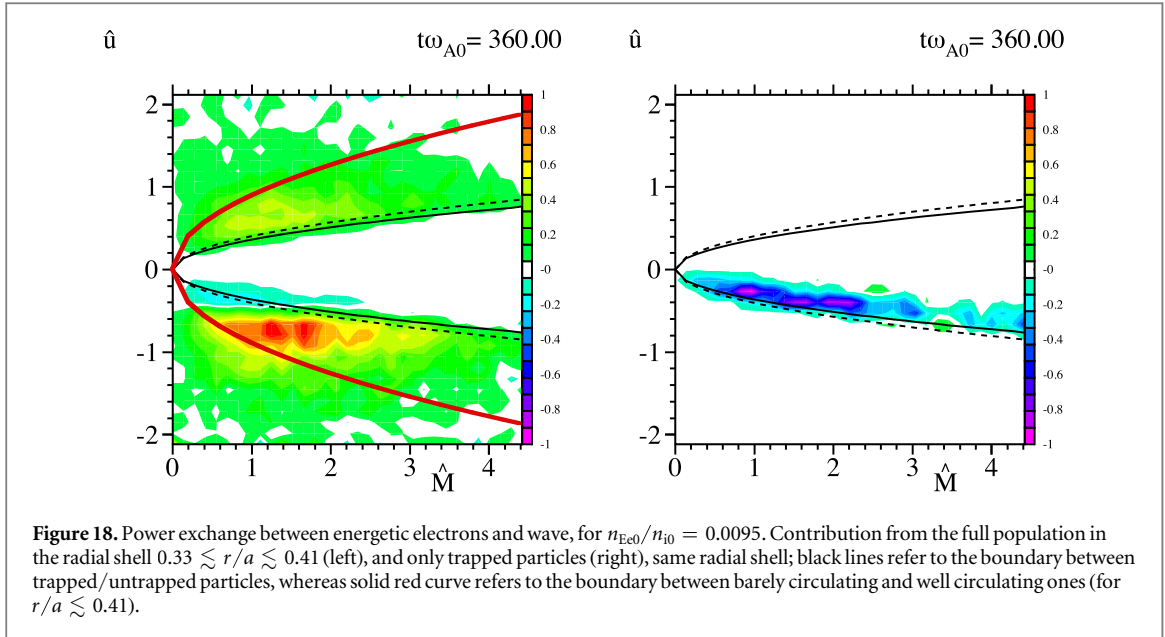 û tω_A0= 360.00 û tω_A0= 360.00
2 1 0.8 2 1 0.8
1 0.6 0.4 1 0.6 0.4
0 0.2 -0 0 0.2 -0
-0.2 -0.2
-1 -0.4 -0.6 -1 -0.4 -0.6
-2 -0.8 -1 -2 -0.8 -1
0 1 2 3 4 0 1 2 3 4
M̂ M̂
Figure 18. Power exchange between energetic electrons and wave, for n_Ee0/n_i0 = 0.0095. Contribution from the full population in
the radial shell 0.33 ≲ r/a ≲ 0.41 (left), and only trapped particles (right), same radial shell; black lines refer to the boundary between
trapped/untrapped particles, whereas solid red curve refers to the boundary between barely circulating and well circulating ones (for
r/a ≲ 0.41).